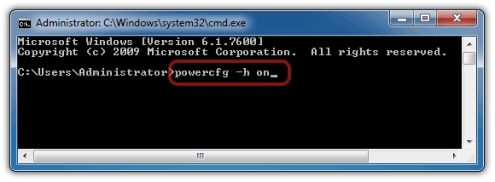 Administrator: C:\Windows\system32\cmd.exe
Microsoft Windows [Version 6.1.7600]
Copyright (c) 2009 Microsoft Corporation.  All rights reserved.
C:\Users\Administrator>powercfg -h on_